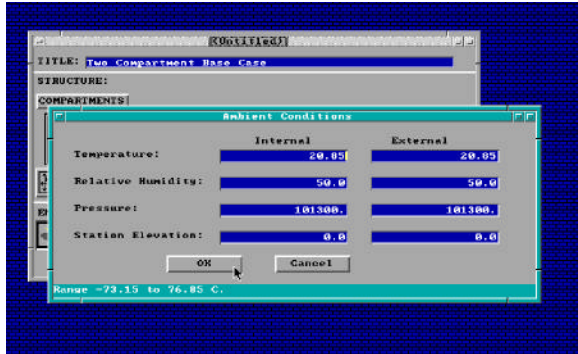 (Untitled)
TITLE: Two Compartment Base Case
STRUCTURE:
COMPARTMENTS
Ambient Conditions
Internal External
Temperature: 20.85 20.85
Relative Humidity: 50.0 50.0
Pressure: 101300. 101300.
Station Elevation: 0.0 0.0
OK Cancel
Range -73.15 to 76.85 C.